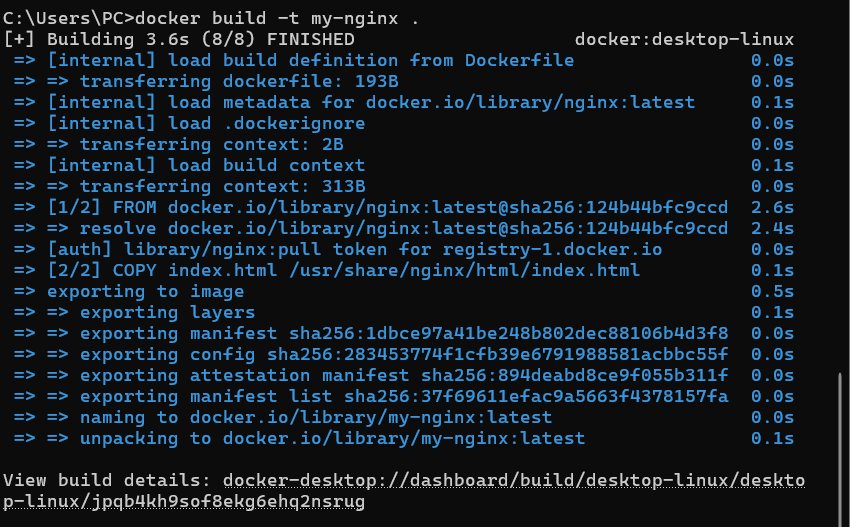 C:\Users\PC>docker build -t my-nginx .
[+] Building 3.6s (8/8) FINISHED docker:desktop-linux
=> [internal] load build definition from Dockerfile 0.0s
=> => transferring dockerfile: 193B 0.0s
=> [internal] load metadata for docker.io/library/nginx:latest 0.1s
=> [internal] load .dockerignore 0.0s
=> => transferring context: 2B 0.0s
=> [internal] load build context 0.1s
=> => transferring context: 313B 0.0s
=> [1/2] FROM docker.io/library/nginx:latest@sha256:124b44bfc9ccd 2.6s
=> => resolve docker.io/library/nginx:latest@sha256:124b44bfc9ccd 2.4s
=> [auth] library/nginx:pull token for registry-1.docker.io 0.0s
=> [2/2] COPY index.html /usr/share/nginx/html/index.html 0.1s
=> exporting to image 0.5s
=> => exporting layers 0.1s
=> => exporting manifest sha256:1dbce97a41be248b802dec88106b4d3f8 0.0s
=> => exporting config sha256:283453774f1cfb39e6791988581acbbc55f 0.0s
=> => exporting attestation manifest sha256:894deabd8ce9f055b311f 0.0s
=> => exporting manifest list sha256:37f69611efac9a5663f4378157fa 0.0s
=> => naming to docker.io/library/my-nginx:latest 0.0s
=> => unpacking to docker.io/library/my-nginx:latest 0.1s
View build details: docker-desktop://dashboard/build/desktop-linux/deskto
p-linux/jpqb4kh9sof8ekg6ehq2nsrug